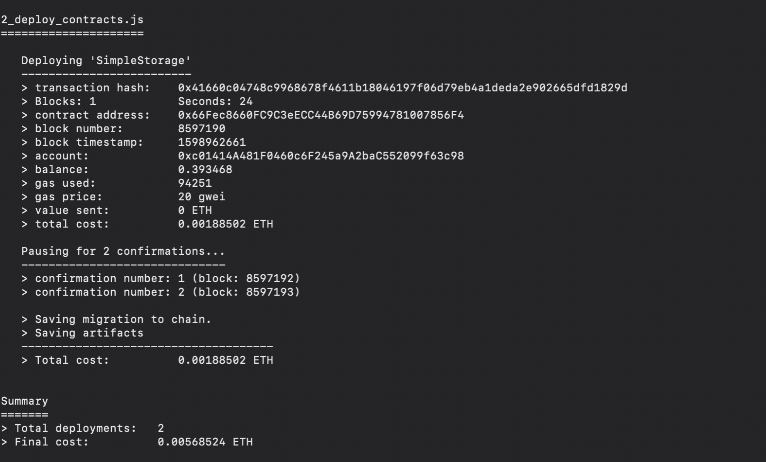 2_deploy_contracts.js
=====================
Deploying 'SimpleStorage'
-------------------------
> transaction hash:    0x41660c04748c9968678f4611b18046197f06d79eb4a1deda2e902665dfd1829d
> Blocks: 1            Seconds: 24
> contract address:    0x66Fec8660FC9C3eECC44B69D75994781007856F4
> block number:        8597190
> block timestamp:     1598962661
> account:             0xc01414A481F0460c6F245a9A2baC552099f63c98
> balance:             0.393468
> gas used:            94251
> gas price:           20 gwei
> value sent:          0 ETH
> total cost:          0.00188502 ETH
Pausing for 2 confirmations...
------------------------------
> confirmation number: 1 (block: 8597192)
> confirmation number: 2 (block: 8597193)
> Saving migration to chain.
> Saving artifacts
-------------------------------------
> Total cost:          0.00188502 ETH
Summary
=======
> Total deployments:   2
> Final cost:          0.00568524 ETH